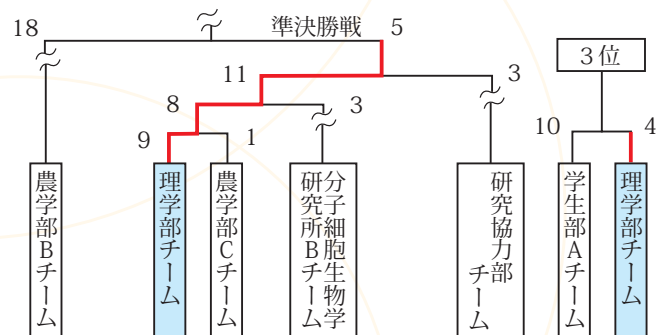 18
準決勝戦
5
11
3
3位
8
3
9
1
10
4
農学部Bチーム
理学部チーム
農学部Cチーム
分子細胞生物学
研究所Bチーム
研究協力部
チーム
学生部Aチーム
理学部チーム